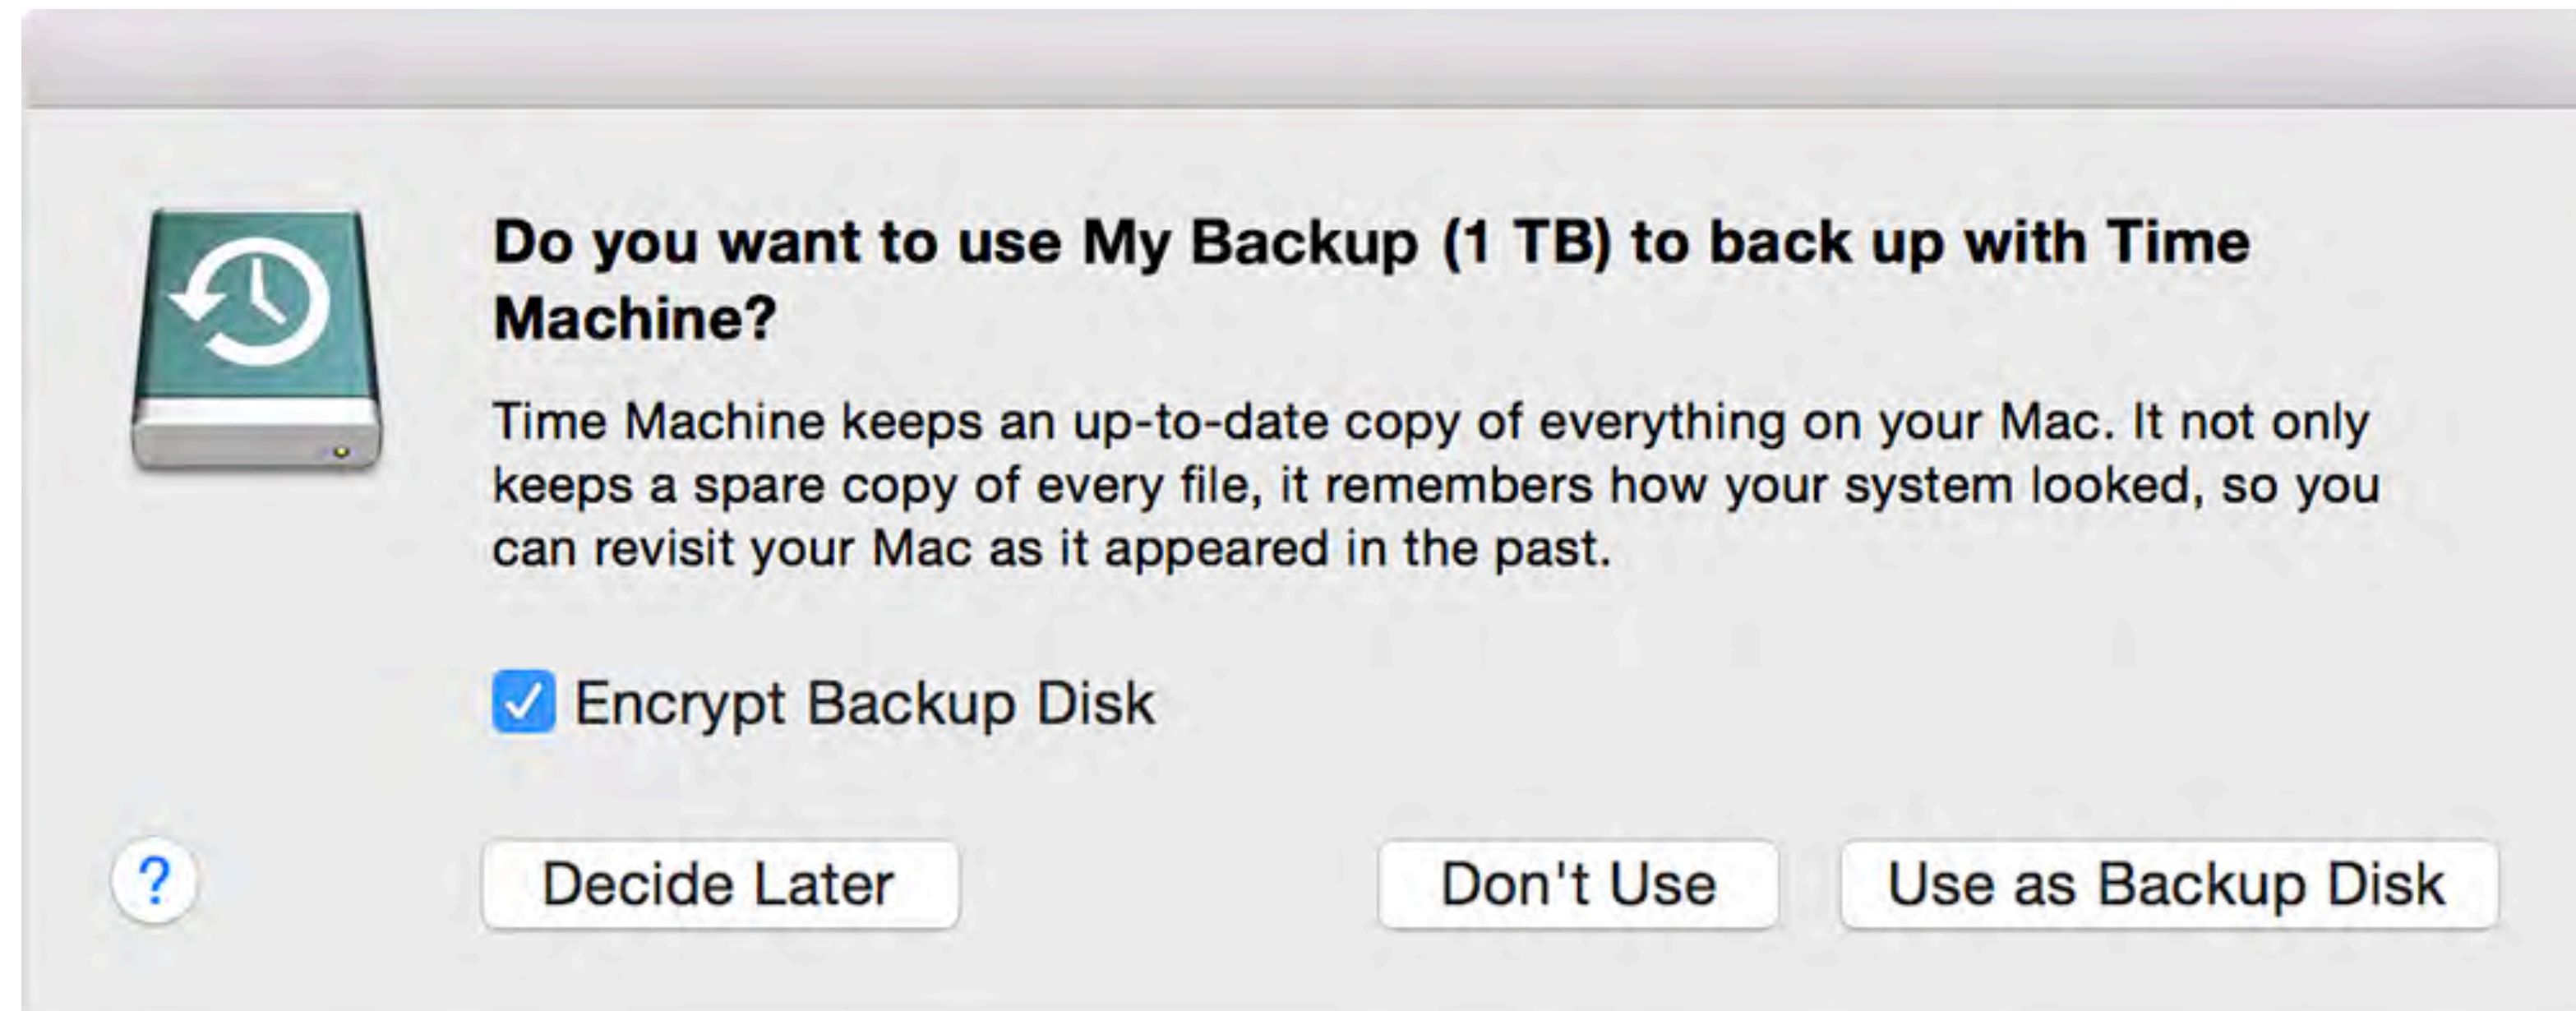 Do you want to use My Backup (1 TB) to back up with Time
Machine?
Time Machine keeps an up-to-date copy of everything on your Mac. It not only
keeps a spare copy of every file, it remembers how your system looked, so you
can revisit your Mac as it appeared in the past.
Encrypt Backup Disk
? Decide Later Don't Use Use as Backup Disk